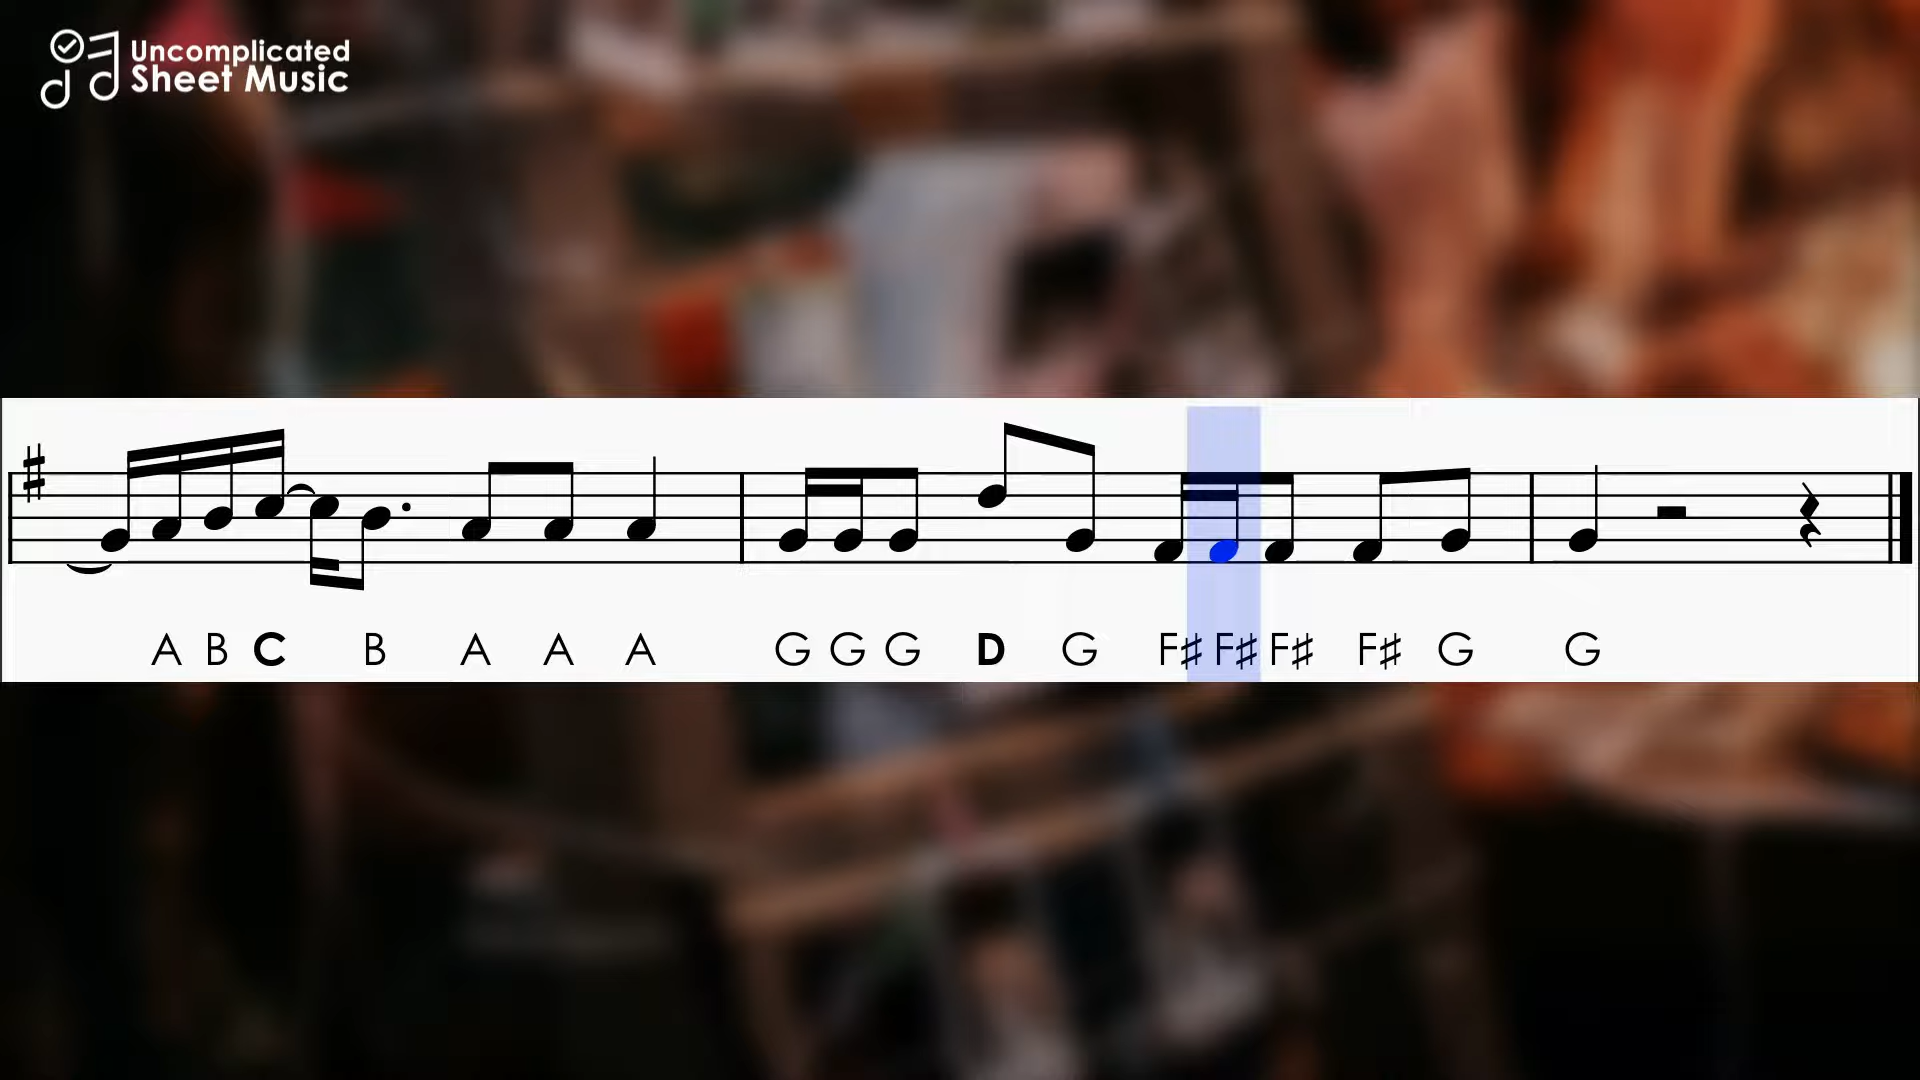 Uncomplicated
Sheet Music
A B C B A A A G G G D G F♯ F♯ F♯ F♯ G G